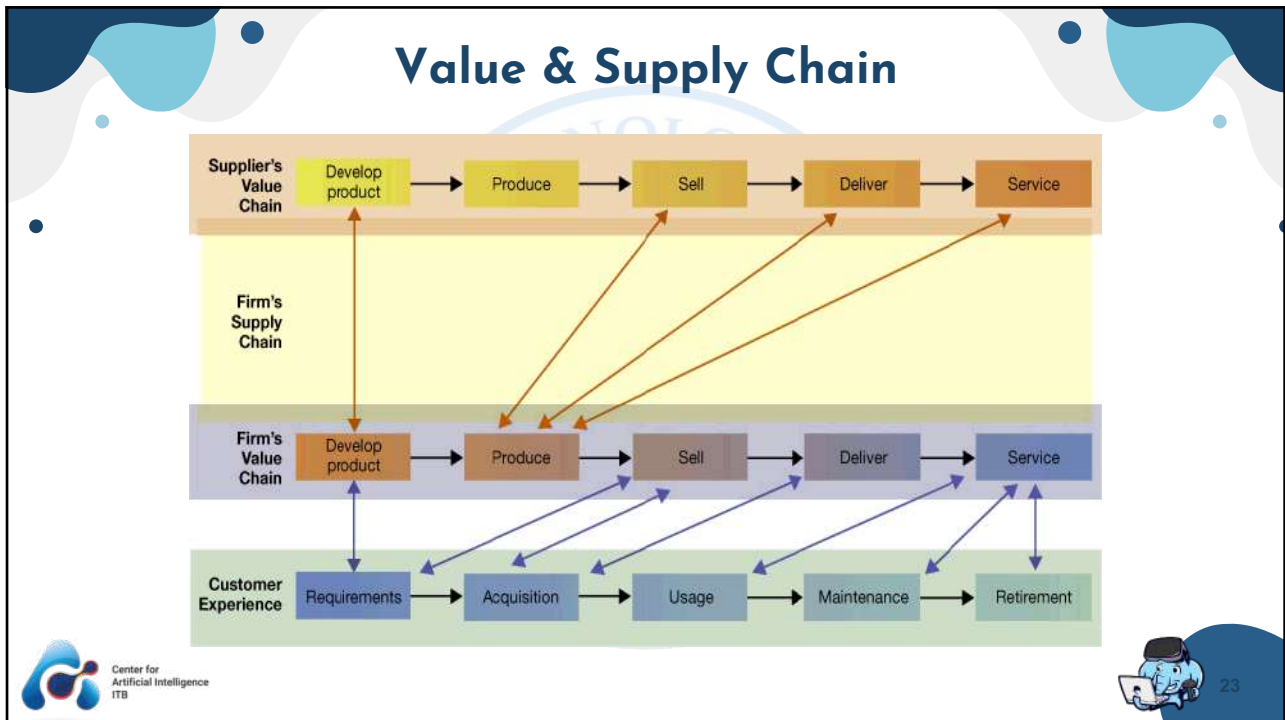 Value & Supply Chain
NOLO
Supplier's
Value
Chain
Develop
product
Produce
Sell
Deliver
Service
Firm's
Supply
Chain
Firm's
Value
Chain
Develop
product
Produce
Sell
Deliver
Service
Customer
Experience
Requirements
Acquisition
Usage
Maintenance
Retirement
Center for
Artificial Intelligence
ITB
23